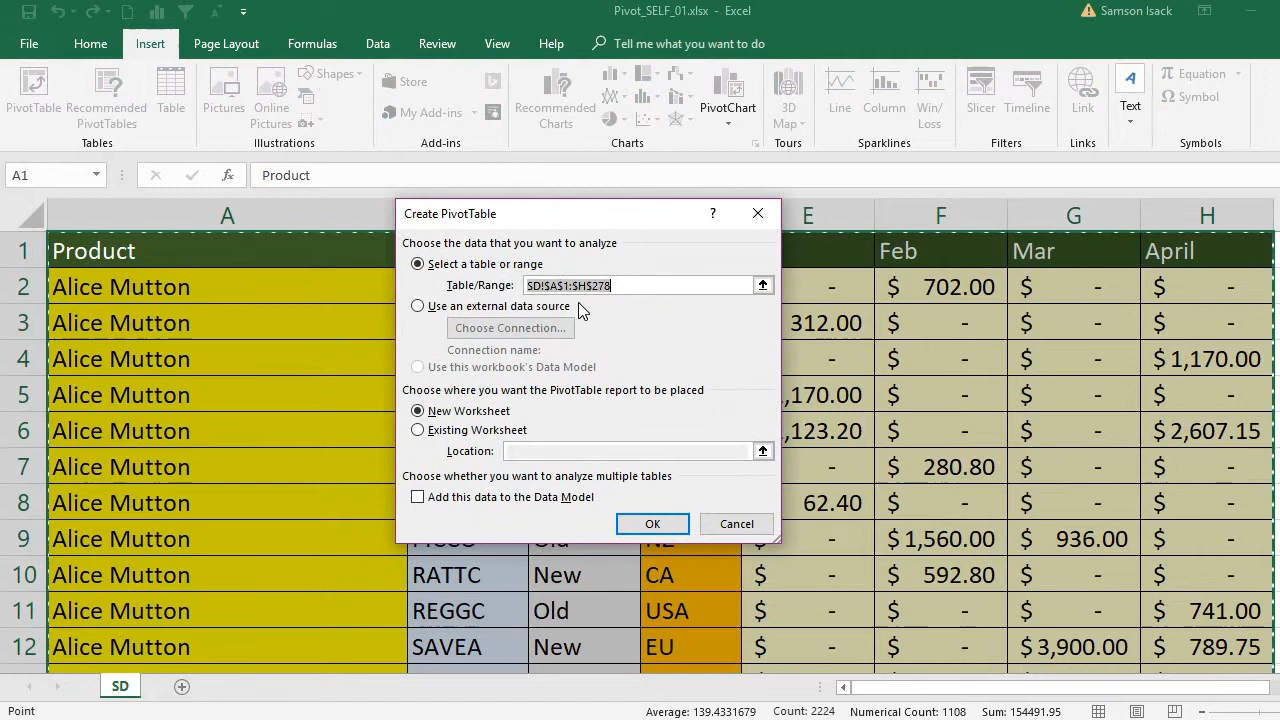 Pivot_SELF_01.xlsx - Excel
Samson Isack
File Home Insert Page Layout Formulas Data Review View Help Tell me what you want to do
PivotTable
Recommended PivotTables
Table
Tables
Pictures
Online Pictures
Shapes
Illustrations
Store
My Add-ins
Add-ins
Recommended Charts
PivotChart
Charts
3D Map
Tours
Line
Column
Win/Loss
Sparklines
Slicer
Timeline
Filters
Link
Links
A
Text
Equation
Symbol
Symbols
A1
fx
Product
A E F G H
1 Product Feb Mar April
2 Alice Mutton $ - $ 702.00 $ - $ -
3 Alice Mutton 312.00 $ - $ - $ -
4 Alice Mutton - $ - $ - $ 1,170.00
5 Alice Mutton ,170.00 $ - $ - $ -
6 Alice Mutton ,123.20 $ - $ - $ 2,607.15
7 Alice Mutton - $ 280.80 $ - $ -
8 Alice Mutton 62.40 $ - $ - $ -
9 Alice Mutton - $ 1,560.00 $ 936.00 $ -
10 Alice Mutton RATTC New CA $ - $ 592.80 $ - $ -
11 Alice Mutton REGGC Old USA $ - $ - $ - $ 741.00
12 Alice Mutton SAVEA New EU $ - $ - $ 3,900.00 $ 789.75
Create PivotTable
?
Choose the data that you want to analyze
Select a table or range
Table/Range: SD!$A$1:$H$278
Use an external data source
Choose Connection...
Connection name:
Use this workbook's Data Model
Choose where you want the PivotTable report to be placed
New Worksheet
Existing Worksheet
Location:
Choose whether you want to analyze multiple tables
Add this data to the Data Model
OK
Cancel
SD
Point
Average: 139.4331679 Count: 2224 Numerical Count: 1108 Sum: 154491.95